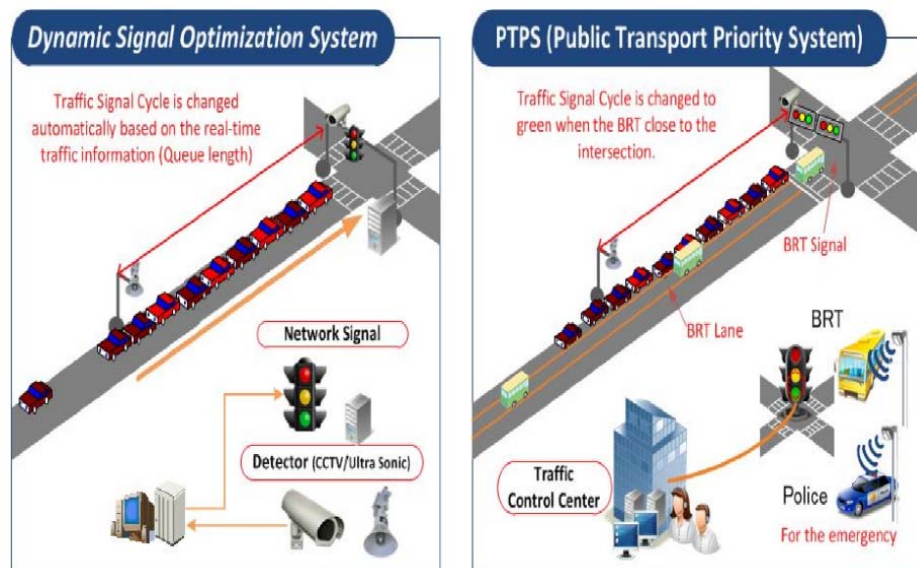 Dynamic Signal Optimization System
Traffic Signal Cycle is changed
automatically based on the real-time
traffic information (Queue length)
Network Signal
Detector (CCTV/Ultra Sonic)
PTPS (Public Transport Priority System)
Traffic Signal Cycle is changed to
green when the BRT close to the
intersection.
BRT Signal
BRT Lane
BRT
Traffic
Control Center
Police
For the emergency